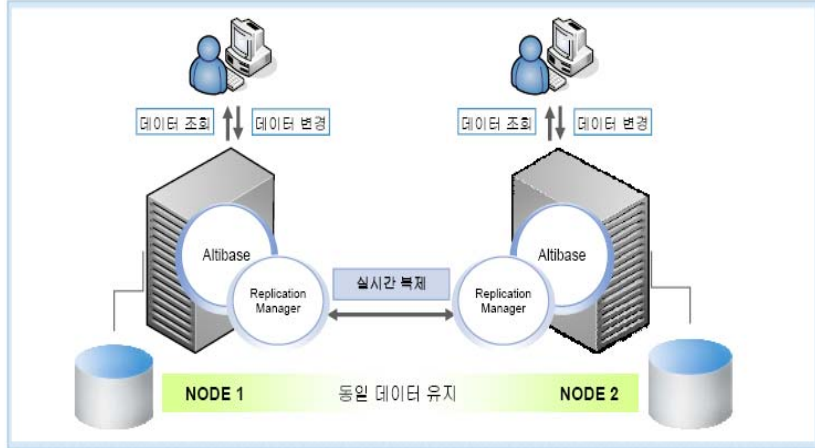 데이터 조회
데이터 변경
데이터 조회
데이터 변경
Altibase
Altibase
실시간 복제
Replication
Manager
Replication
Manager
NODE 1
동일 데이터 유지
NODE 2